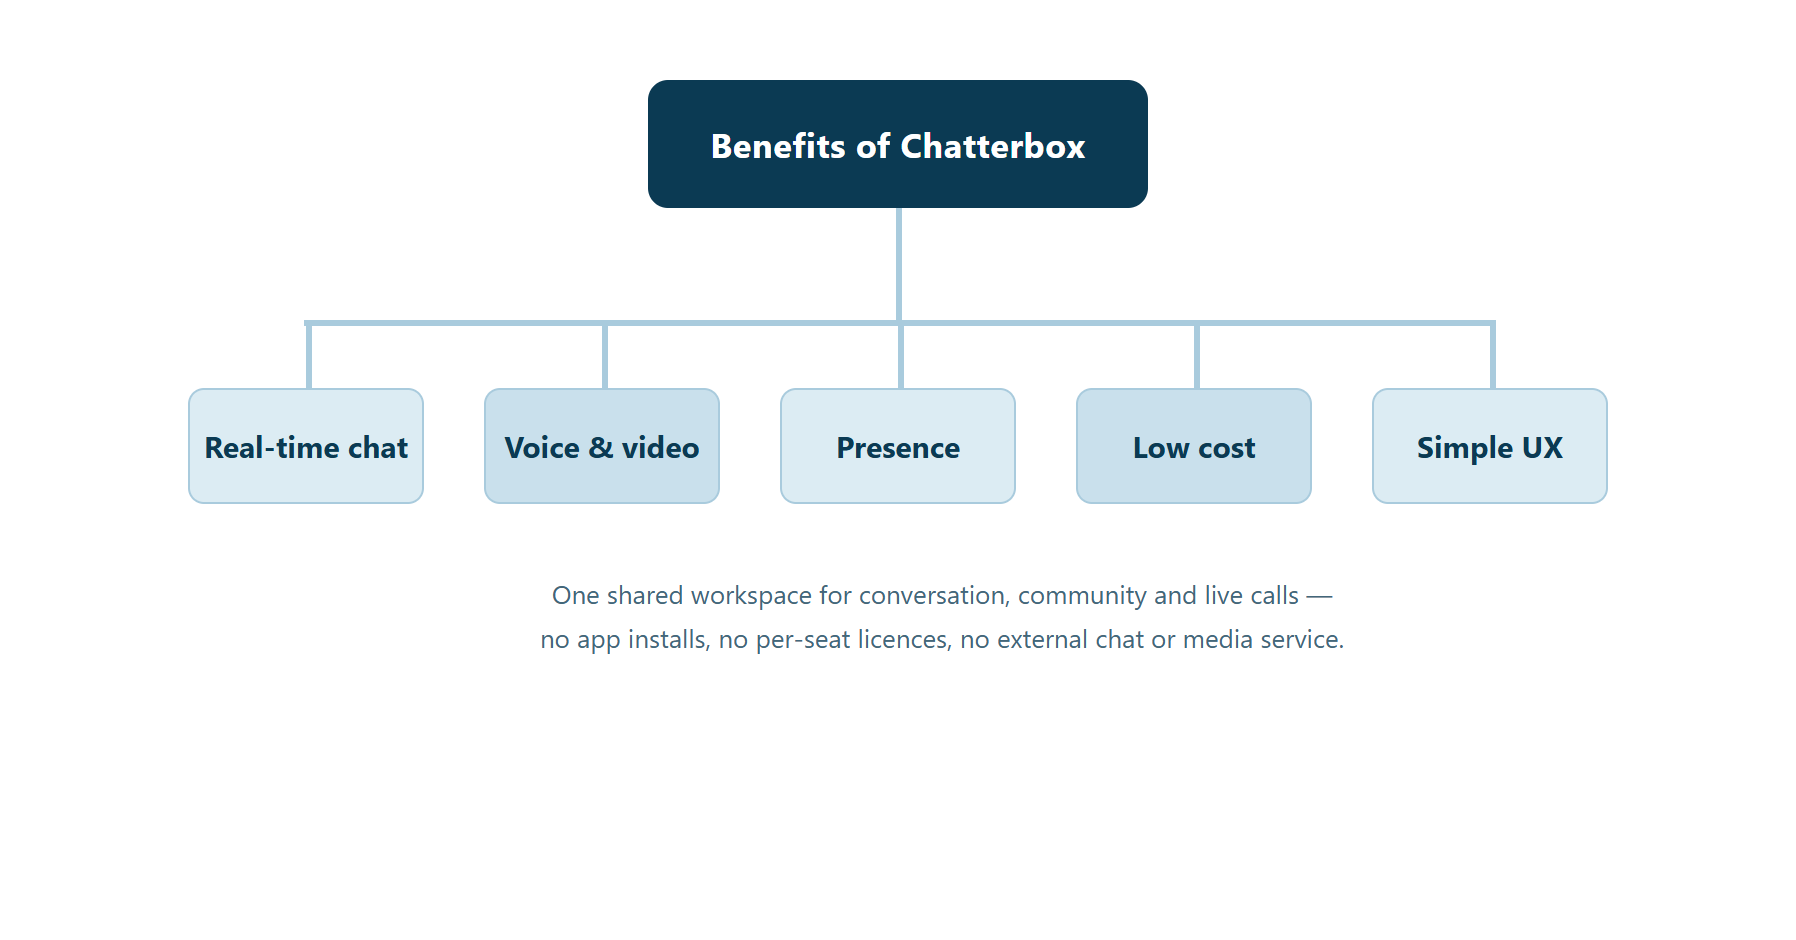 Benefits of Chatterbox
Real-time chat
Voice & video
Presence
Low cost
Simple UX
One shared workspace for conversation, community and live calls —
no app installs, no per-seat licences, no external chat or media service.